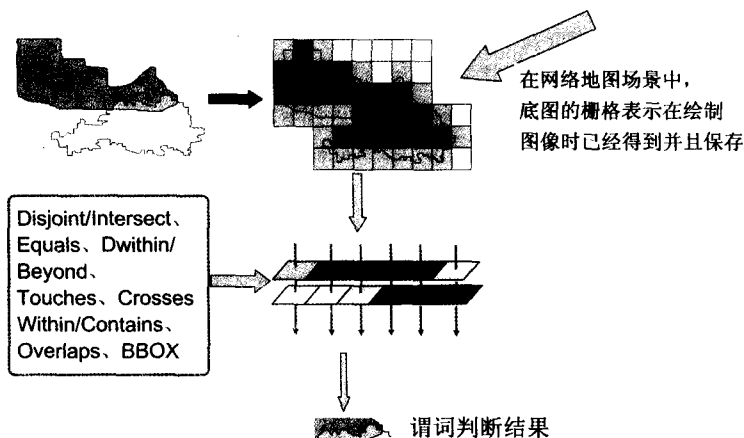 在网络地图场景中，
底图的栅格表示在绘制
图像时已经得到并且保存
Disjoint/Intersect、
Equals、Dwithin/
Beyond、
Touches、Crosses
Within/Contains、
Overlaps、BBOX
谓词判断结果